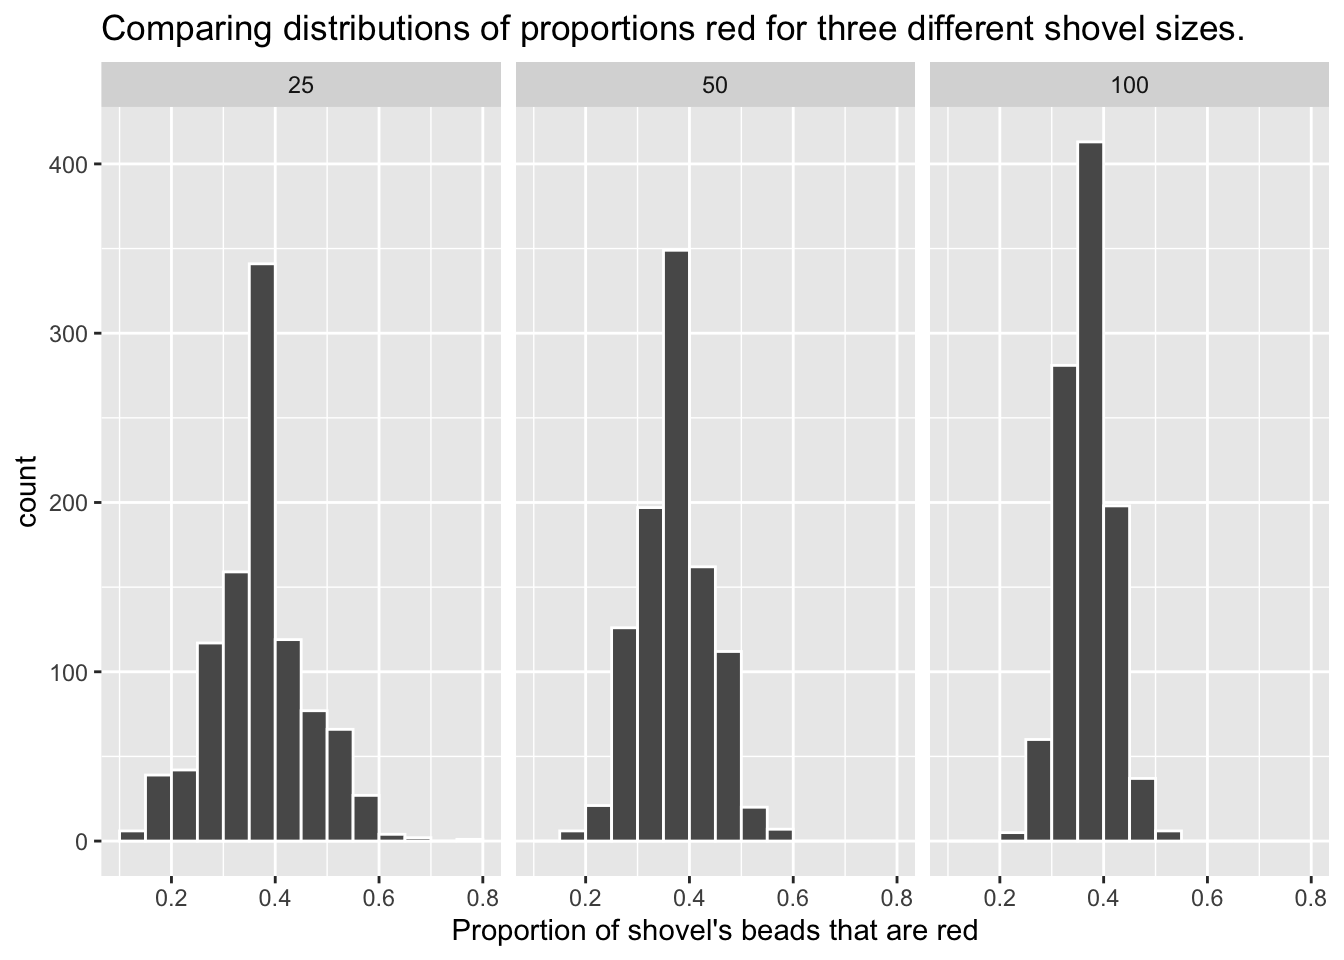 Comparing distributions of proportions red for three different shovel sizes.
25 50 100
400
300
200
100
0
count
0.2 0.4 0.6 0.8 0.2 0.4 0.6 0.8 0.2 0.4 0.6 0.8
Proportion of shovel's beads that are red